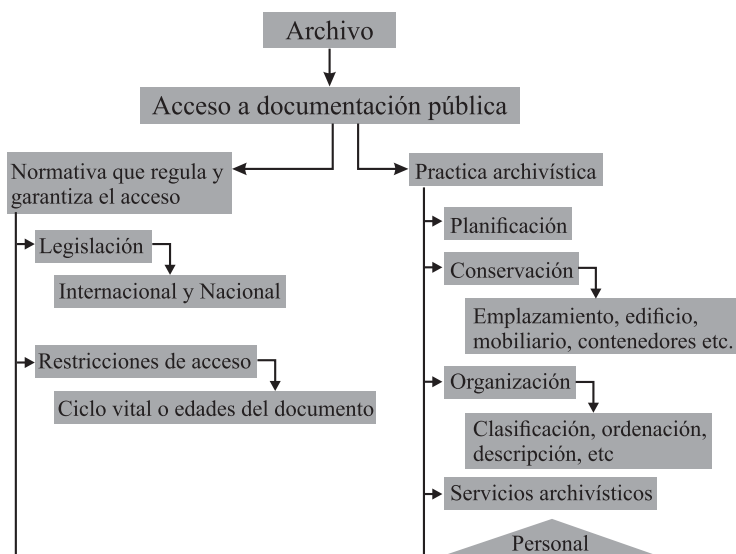 Archivo
Acceso a documentación pública
Normativa que regula y
garantiza el acceso
Legislación
Internacional y Nacional
Restricciones de acceso
Ciclo vital o edades del documento
Practica archivística
Planificación
Conservación
Emplazamiento, edificio,
mobiliario, contenedores etc.
Organización
Clasificación, ordenación,
descripción, etc
Servicios archivísticos
Personal